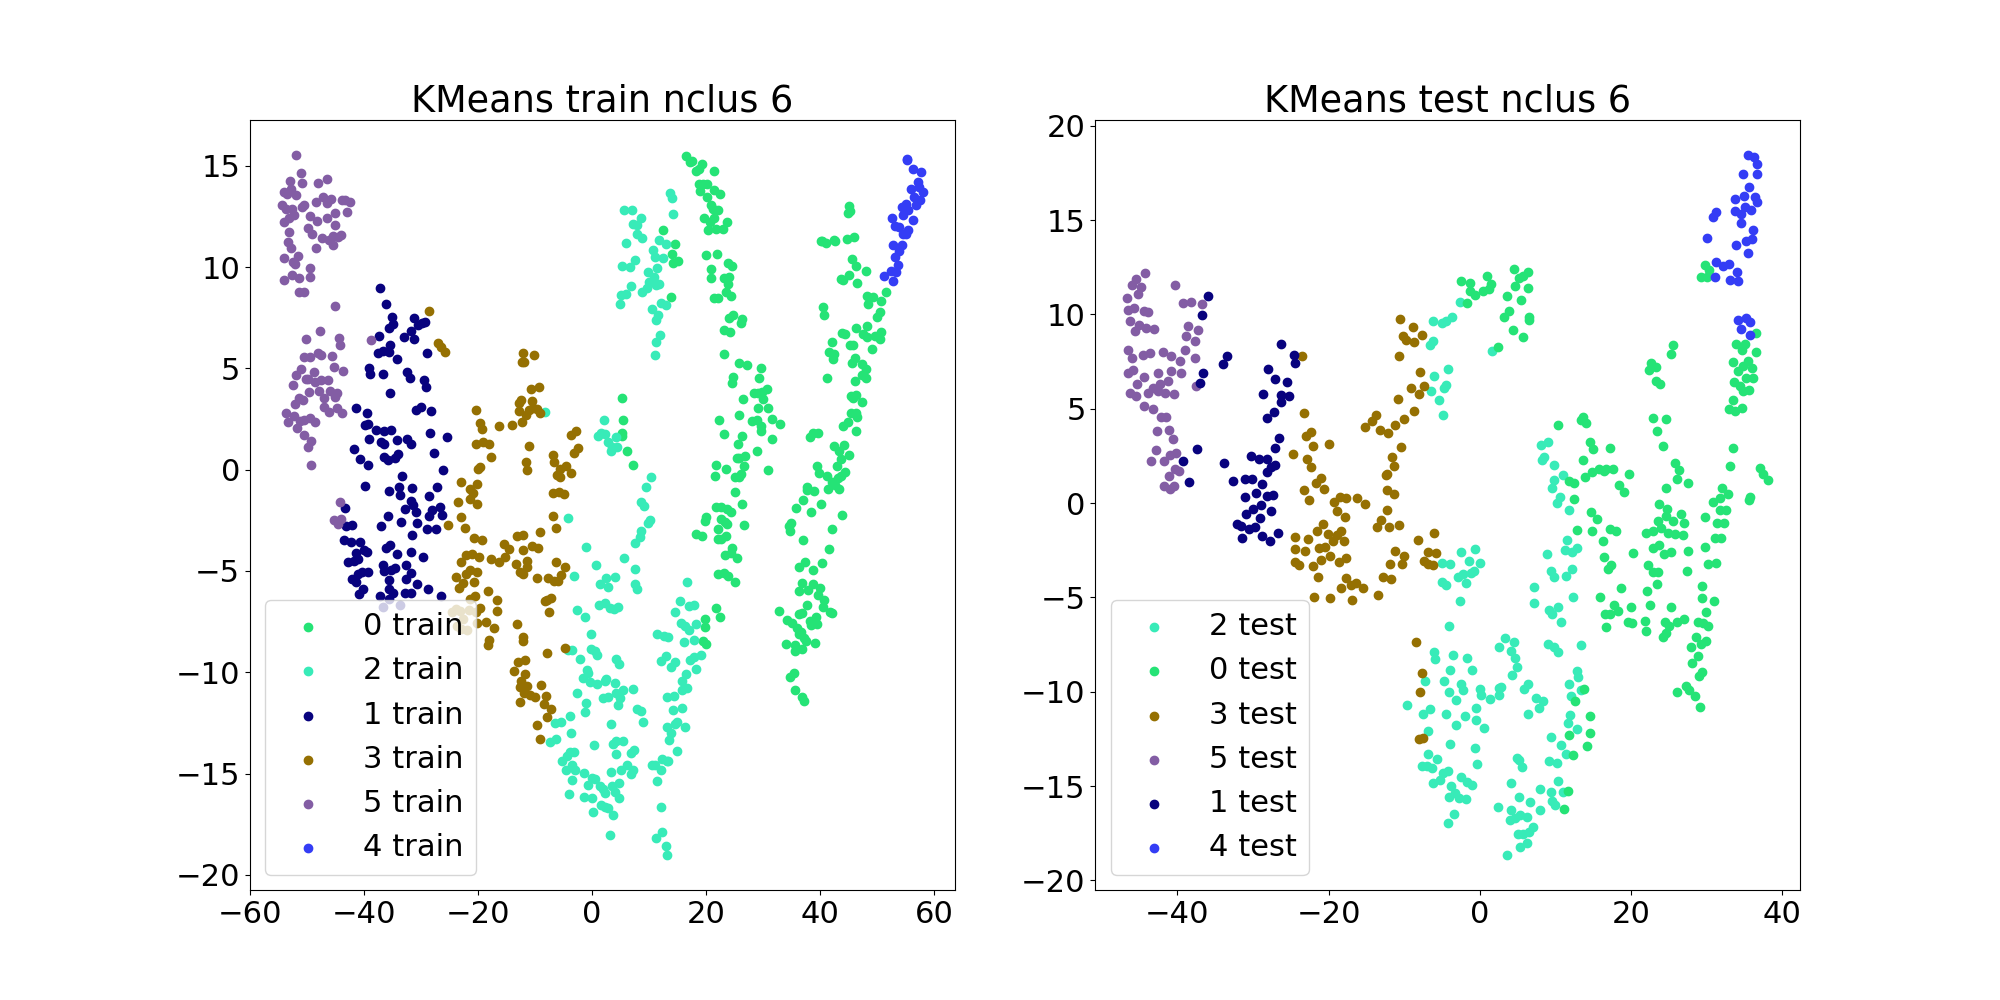 KMeans train nclus 6
15
10
5
0
−5
−10
−15
−20
−60 −40 −20 0 20 40 60
0 train
2 train
1 train
3 train
5 train
4 train
KMeans test nclus 6
20
15
10
5
0
−5
−10
−15
−20
−40 −20 0 20 40
2 test
0 test
3 test
5 test
1 test
4 test